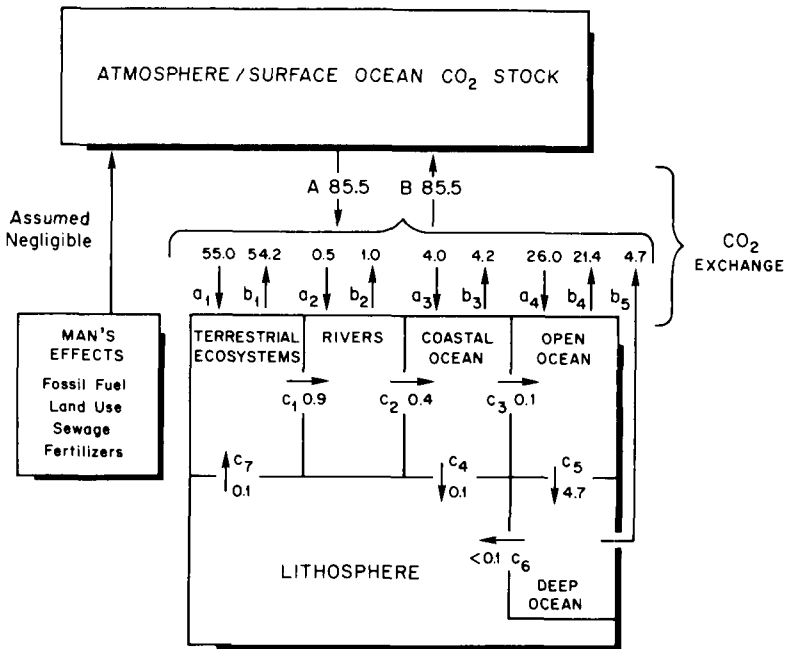 ATMOSPHERE/SURFACE OCEAN CO₂ STOCK
A 85.5 B 85.5
Assumed
Negligible
CO₂
EXCHANGE
55.0 54.2 0.5 1.0 4.0 4.2 26.0 21.4 4.7
a₁ b₁ a₂ b₂ a₃ b₃ a₄ b₄ b₅
MAN'S
EFFECTS
Fossil Fuel
Land Use
Sewage
Fertilizers
TERRESTRIAL
ECOSYSTEMS
RIVERS
COASTAL
OCEAN
OPEN
OCEAN
c₁ 0.9
c₂ 0.4
c₃ 0.1
c₇
0.1
c₄
0.1
c₅
4.7
<0.1 c₆
LITHOSPHERE
DEEP
OCEAN